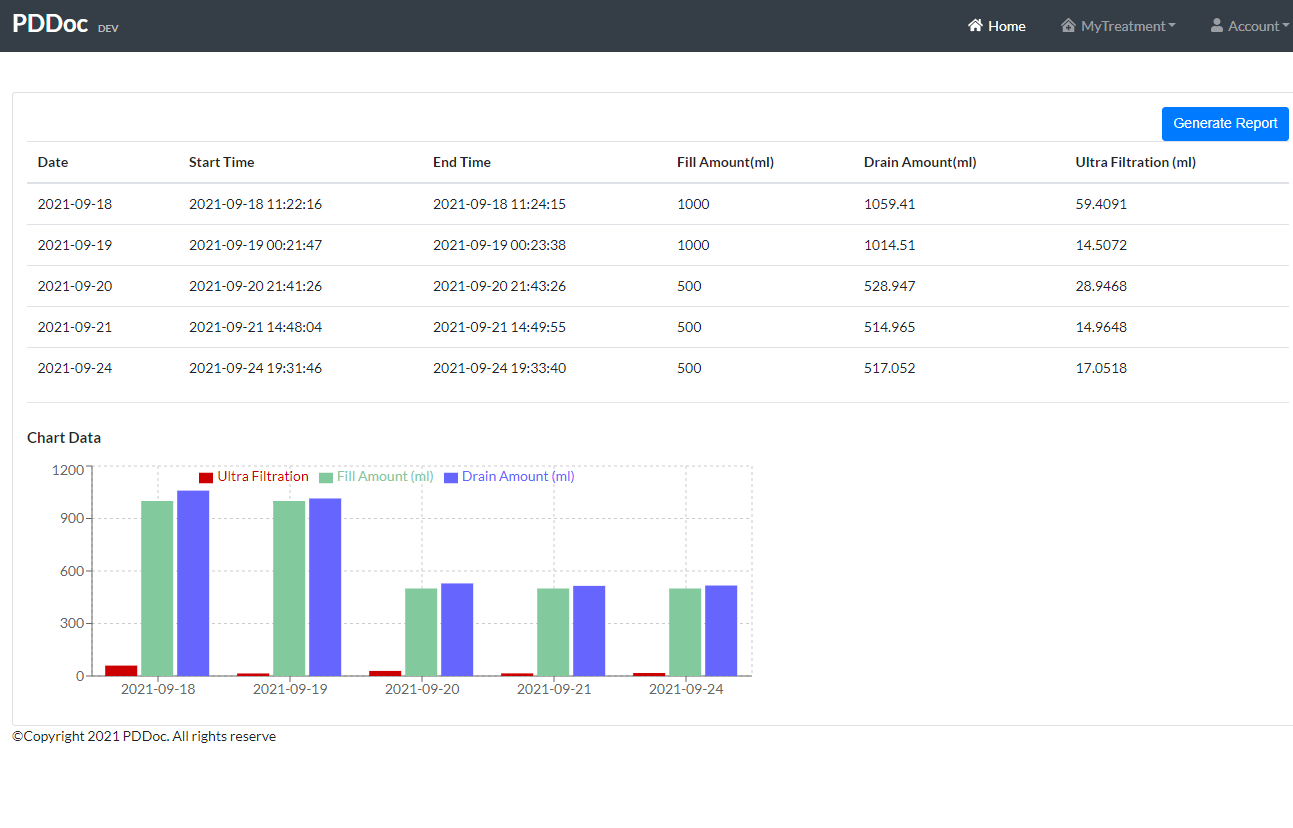 PDDoc DEV Home MyTreatment Account
Generate Report
Date Start Time End Time Fill Amount(ml) Drain Amount(ml) Ultra Filtration (ml)
2021-09-18 2021-09-18 11:22:16 2021-09-18 11:24:15 1000 1059.41 59.4091
2021-09-19 2021-09-19 00:21:47 2021-09-19 00:23:38 1000 1014.51 14.5072
2021-09-20 2021-09-20 21:41:26 2021-09-20 21:43:26 500 528.947 28.9468
2021-09-21 2021-09-21 14:48:04 2021-09-21 14:49:55 500 514.965 14.9648
2021-09-24 2021-09-24 19:31:46 2021-09-24 19:33:40 500 517.052 17.0518
Chart Data
Ultra Filtration Fill Amount (ml) Drain Amount (ml)
1200
900
600
300
0
2021-09-18 2021-09-19 2021-09-20 2021-09-21 2021-09-24
©Copyright 2021 PDDoc. All rights reserve